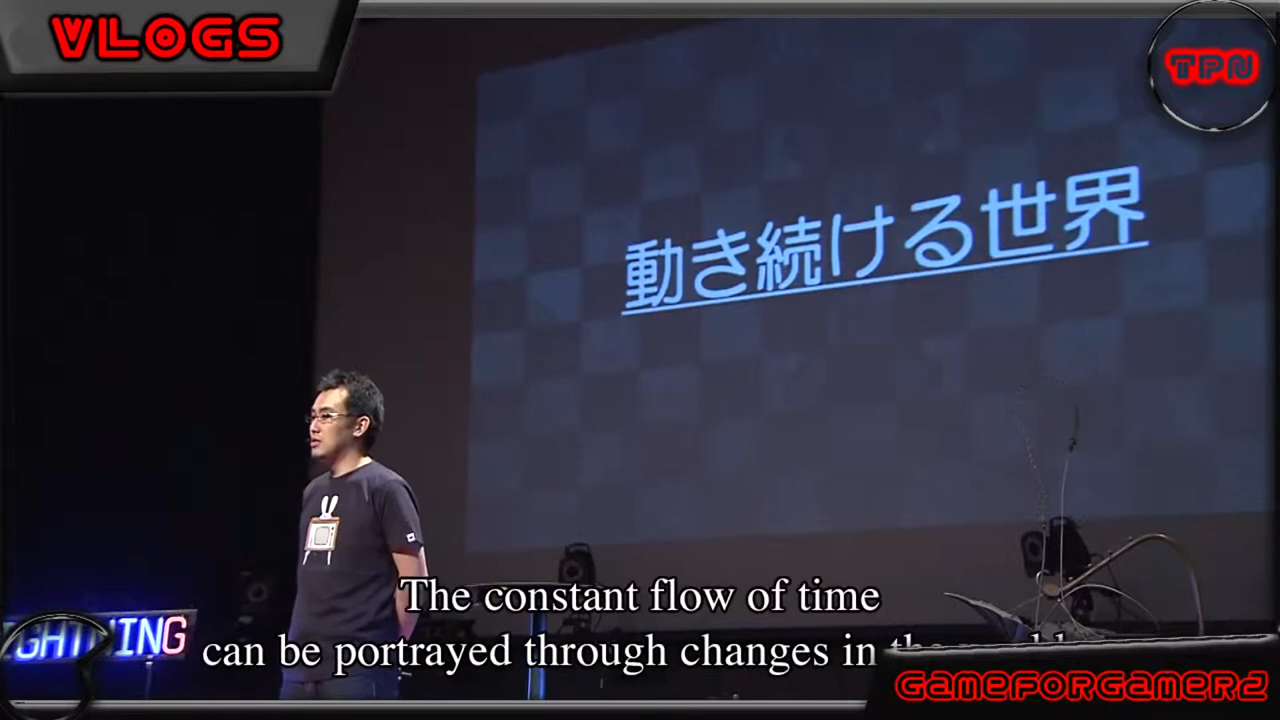 VLOGS
TPN
動き続ける世界
The constant flow of time
can be portrayed through changes in the
GHTNING
GAMEFORGAMERZ